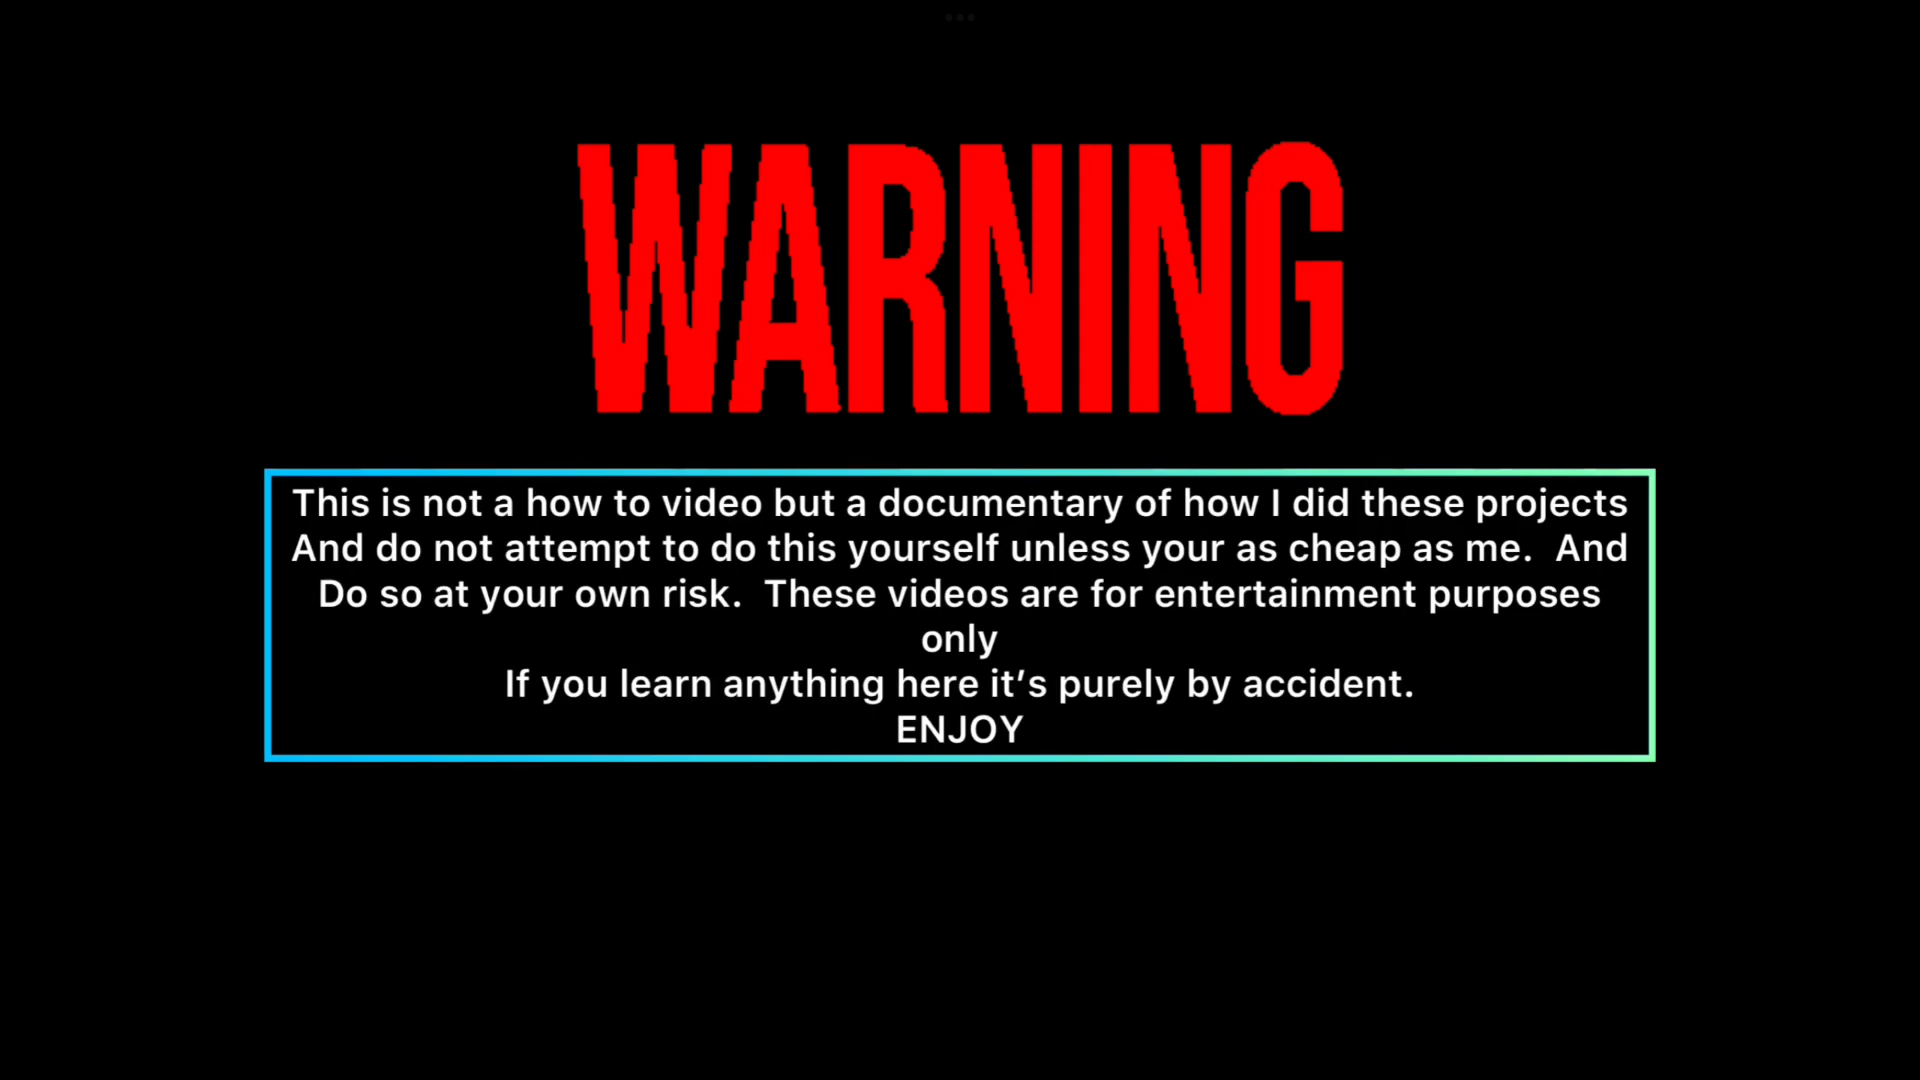 WARNING
This is not a how to video but a documentary of how I did these projects
And do not attempt to do this yourself unless your as cheap as me.  And
Do so at your own risk.  These videos are for entertainment purposes
only
If you learn anything here it’s purely by accident.
ENJOY